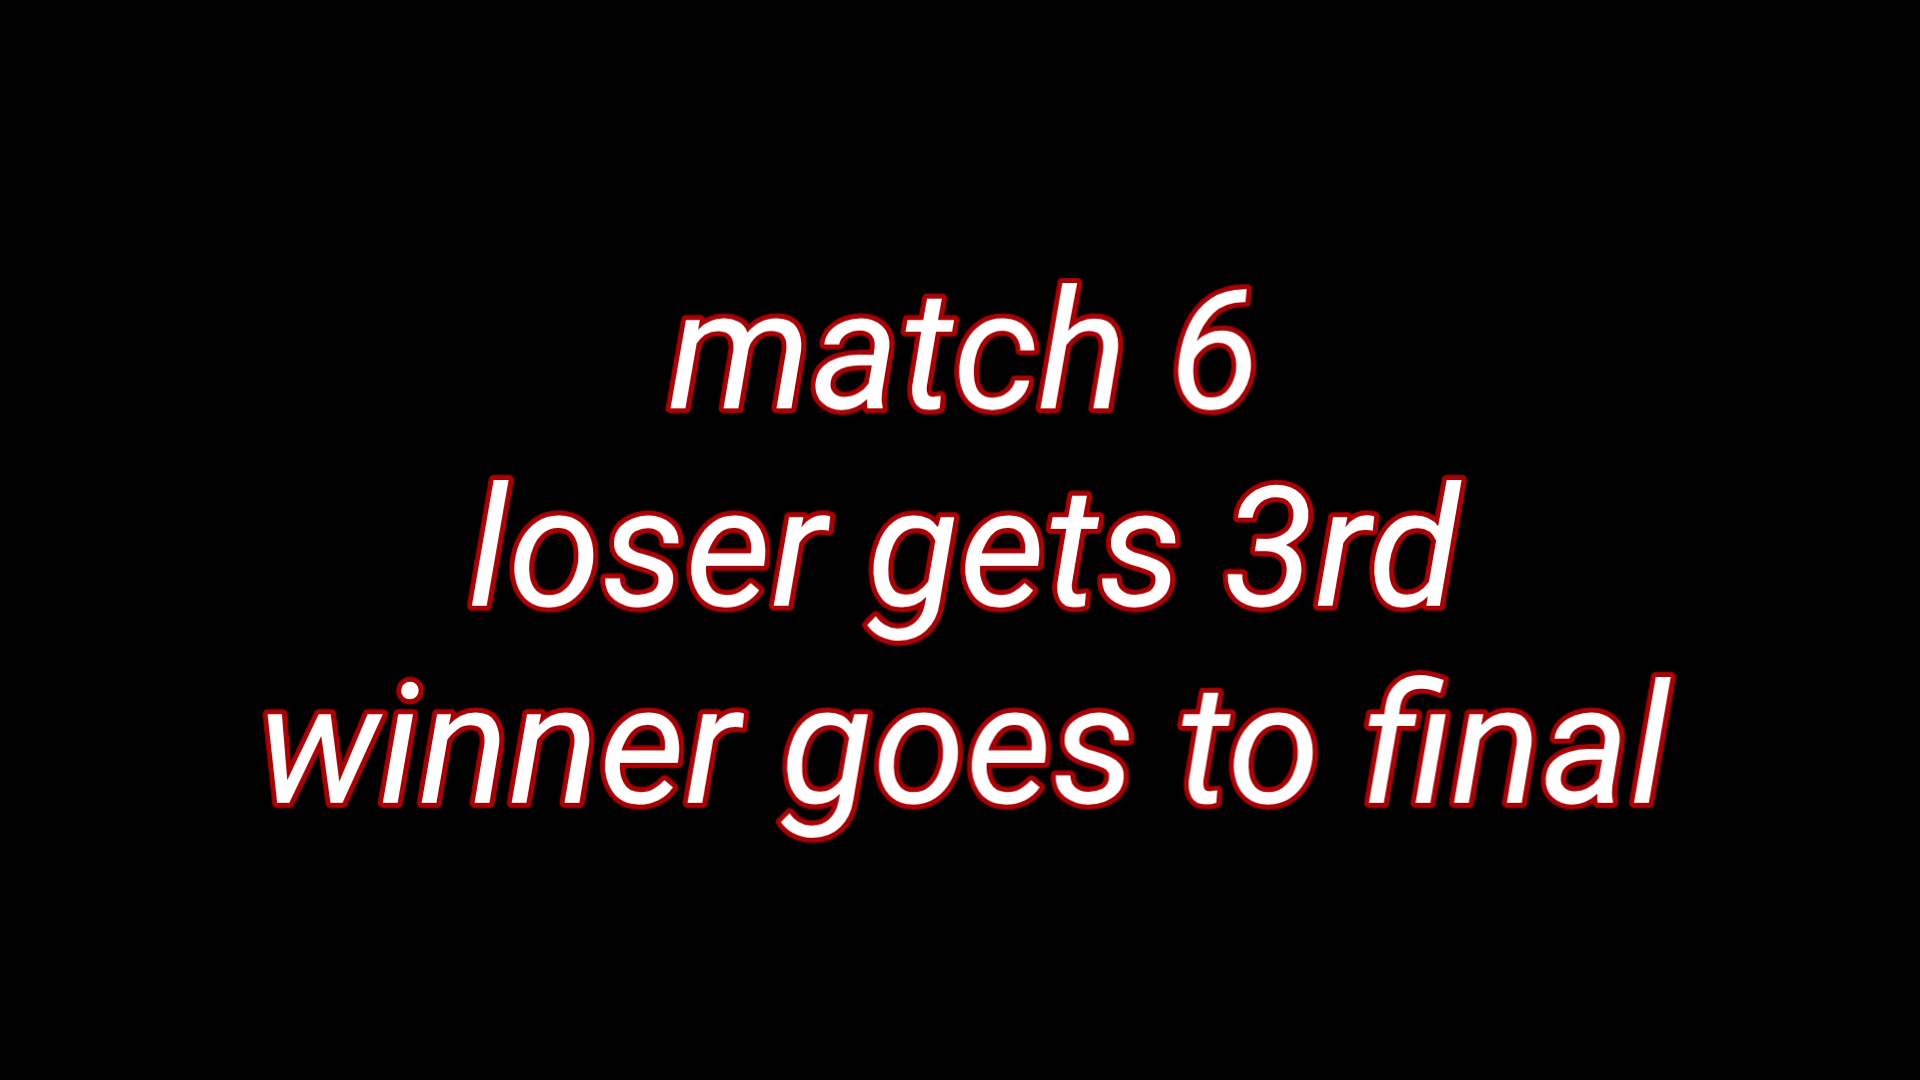 match 6
loser gets 3rd
winner goes to final